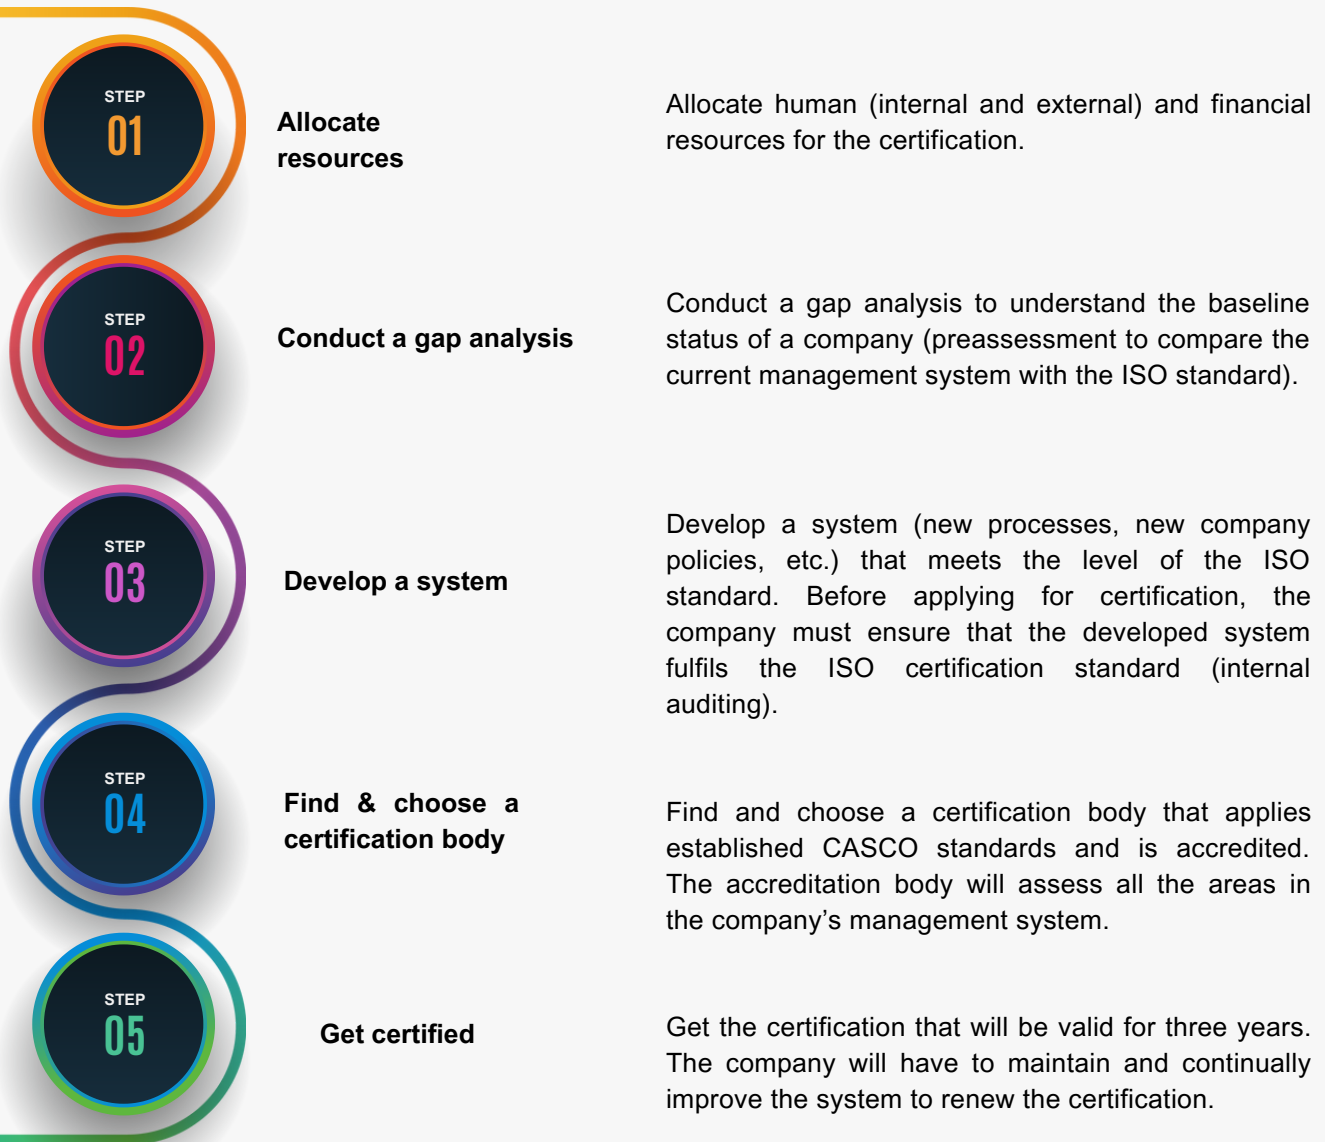 STEP
01
Allocate
resources
Allocate human (internal and external) and financial
resources for the certification.
STEP
02
Conduct a gap analysis
Conduct a gap analysis to understand the baseline
status of a company (preassessment to compare the
current management system with the ISO standard).
STEP
03
Develop a system
Develop a system (new processes, new company
policies, etc.) that meets the level of the ISO
standard. Before applying for certification, the
company must ensure that the developed system
fulfils the ISO certification standard (internal
auditing).
STEP
04
Find & choose a
certification body
Find and choose a certification body that applies
established CASCO standards and is accredited.
The accreditation body will assess all the areas in
the company’s management system.
STEP
05
Get certified
Get the certification that will be valid for three years.
The company will have to maintain and continually
improve the system to renew the certification.